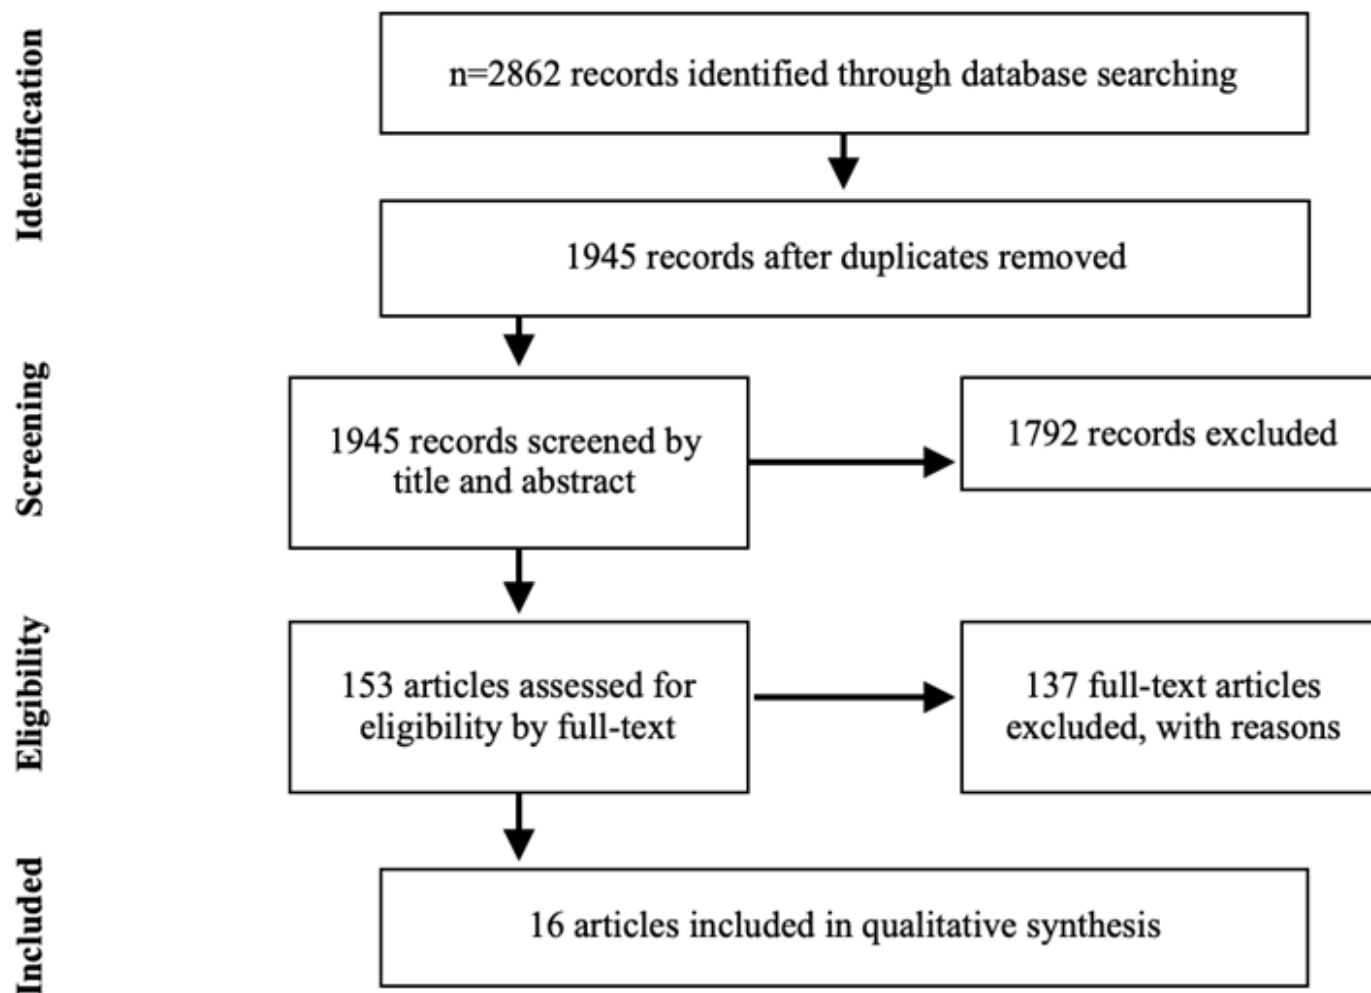 Identification
n=2862 records identified through database searching
1945 records after duplicates removed
Screening
1945 records screened by
title and abstract
1792 records excluded
Eligibility
153 articles assessed for
eligibility by full-text
137 full-text articles
excluded, with reasons
Included
16 articles included in qualitative synthesis